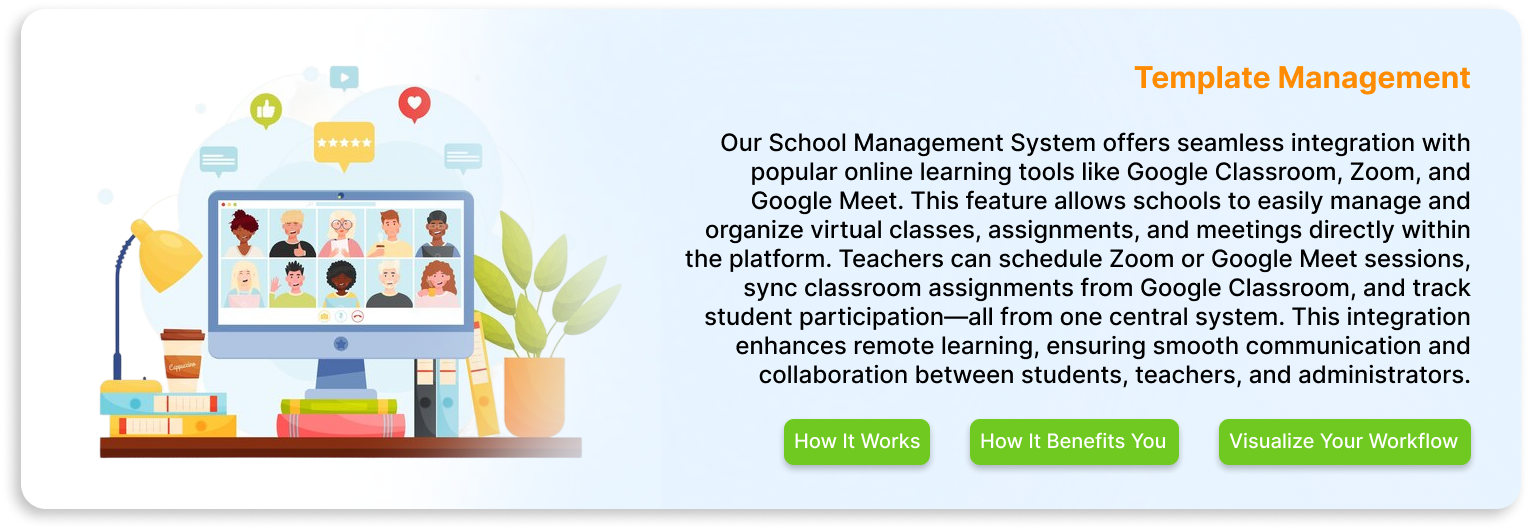 Template Management
Our School Management System offers seamless integration with
popular online learning tools like Google Classroom, Zoom, and
Google Meet. This feature allows schools to easily manage and
organize virtual classes, assignments, and meetings directly within
the platform. Teachers can schedule Zoom or Google Meet sessions,
sync classroom assignments from Google Classroom, and track
student participation—all from one central system. This integration
enhances remote learning, ensuring smooth communication and
collaboration between students, teachers, and administrators.
How It Works
How It Benefits You
Visualize Your Workflow
Cappuccino